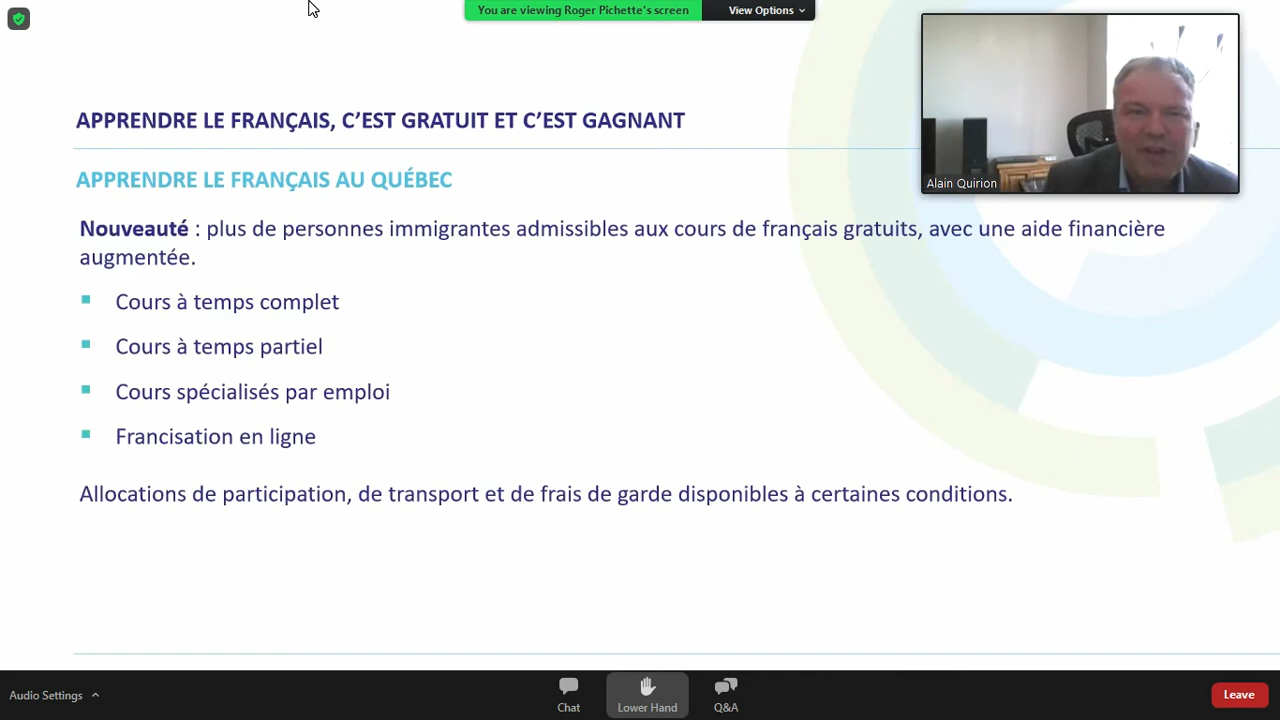 You are viewing Roger Pichette's screen
View Options
APPRENDRE LE FRANÇAIS, C’EST GRATUIT ET C’EST GAGNANT
Alain Quirion
APPRENDRE LE FRANÇAIS AU QUÉBEC
Nouveauté : plus de personnes immigrantes admissibles aux cours de français gratuits, avec une aide financière
augmentée.
Cours à temps complet
Cours à temps partiel
Cours spécialisés par emploi
Francisation en ligne
Allocations de participation, de transport et de frais de garde disponibles à certaines conditions.
Audio Settings
Chat
Lower Hand
Q&A
Leave